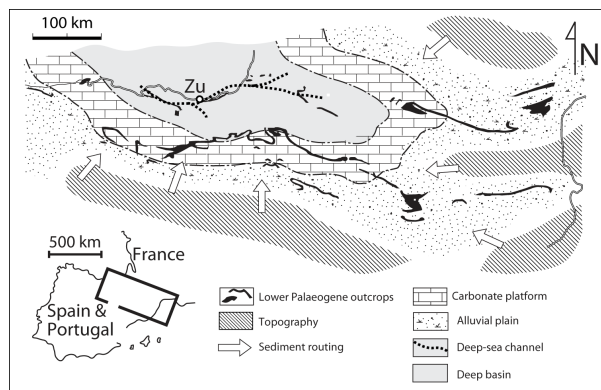 100 km
N
Zu
500 km
France
Spain &
Portugal
Lower Palaeogene outcrops
Topography
Sediment routing
Carbonate platform
Alluvial plain
Deep-sea channel
Deep basin